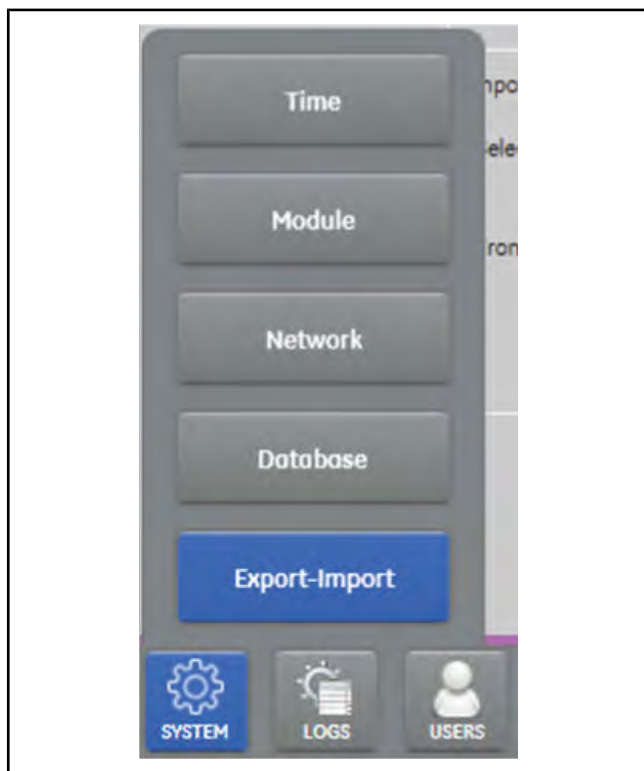 Time
Module
Network
Database
Export-Import
SYSTEM
LOGS
USERS